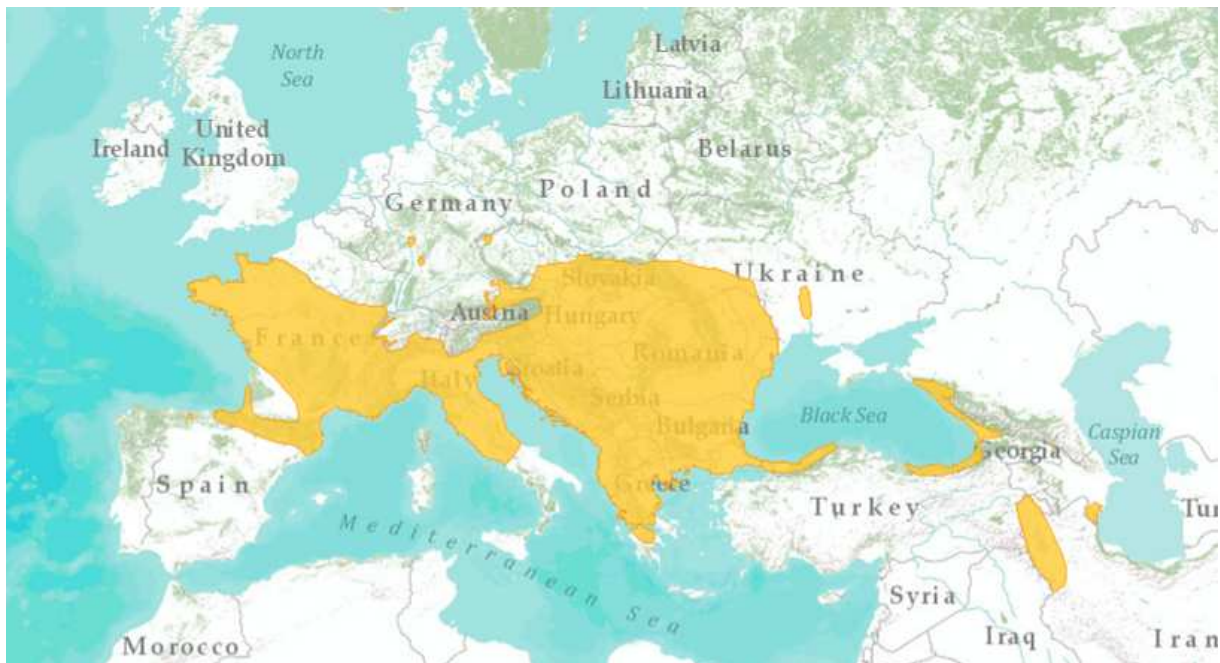 North
Sea
Latvia
Lithuania
Ireland
United
Kingdom
Belarus
Poland
Germany
Ukraine
Slovakia
Austria
Hungary
France
Romania
Croatia
Italy
Serbia
Black Sea
Bulgaria
Caspian
Sea
Georgia
Spain
Greece
Turkey
Tur
Mediterranean Sea
Syria
Iraq
Iran
Morocco